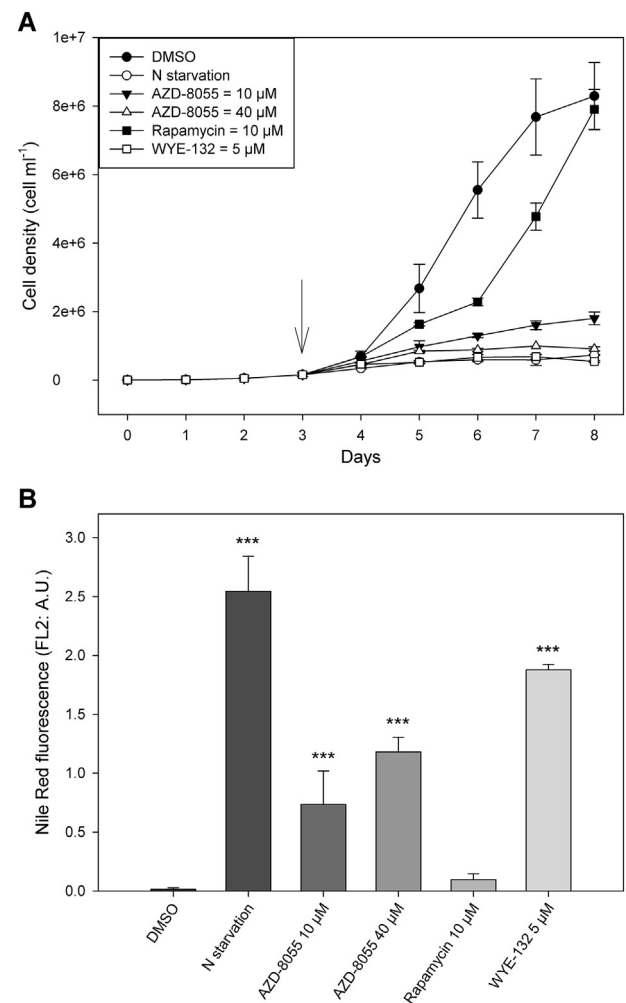 A
1e+7
8e+6
6e+6
4e+6
2e+6
0
Cell density (cell ml-1)
DMSO
N starvation
AZD-8055 = 10 µM
AZD-8055 = 40 µM
Rapamycin = 10 µM
WYE-132 = 5 µM
0 1 2 3 4 5 6 7 8
Days
B
3.0
2.5
2.0
1.5
1.0
0.5
0.0
Nile Red fluorescence (FL2: A.U.)
***
***
***
***
DMSO
N starvation
AZD-8055 10 µM
AZD-8055 40 µM
Rapamycin 10 µM
WYE-132 5 µM